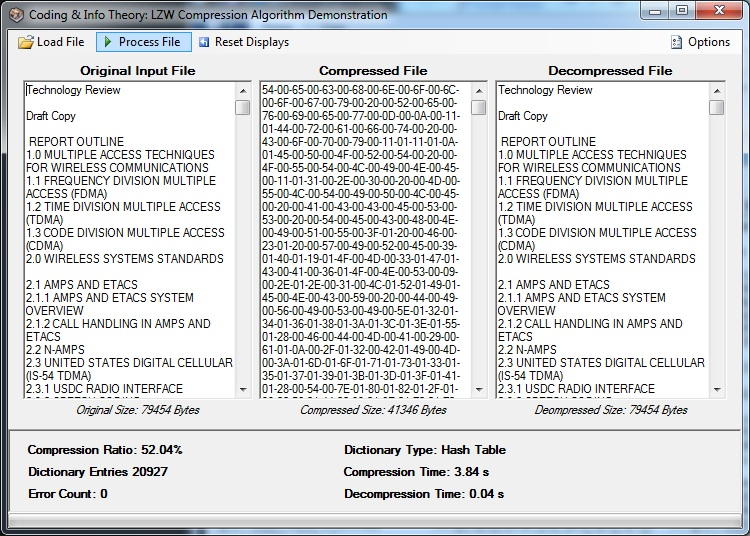 Coding & Info Theory: LZW Compression Algorithm Demonstration
Load File
Process File
Reset Displays
Options
Original Input File
Technology Review
Draft Copy
REPORT OUTLINE
1.0 MULTIPLE ACCESS TECHNIQUES
FOR WIRELESS COMMUNICATIONS
1.1 FREQUENCY DIVISION MULTIPLE
ACCESS (FDMA)
1.2 TIME DIVISION MULTIPLE ACCESS
(TDMA)
1.3 CODE DIVISION MULTIPLE ACCESS
(CDMA)
2.0 WIRELESS SYSTEMS STANDARDS
2.1 AMPS AND ETACS
2.1.1 AMPS AND ETACS SYSTEM
OVERVIEW
2.1.2 CALL HANDLING IN AMPS AND
ETACS
2.2 N-AMPS
2.3 UNITED STATES DIGITAL CELLULAR
(IS-54 TDMA)
2.3.1 USDC RADIO INTERFACE
Original Size: 79454 Bytes
Compressed File
54-00-65-00-63-00-68-00-6E-00-6F-00-6C-
00-6F-00-67-00-79-00-20-00-52-00-65-00-
76-00-69-00-65-00-77-00-0D-00-0A-00-11-
01-44-00-72-00-61-00-66-00-74-00-20-00-
43-00-6F-00-70-00-79-00-11-01-11-01-0A-
01-45-00-50-00-4F-00-52-00-54-00-20-00-
4F-00-55-00-54-00-4C-00-49-00-4E-00-45-
00-11-01-31-00-2E-00-30-00-20-00-4D-00-
55-00-4C-00-54-00-49-00-50-00-4C-00-45-
00-20-00-41-00-43-00-43-00-45-00-53-00-
53-00-20-00-54-00-45-00-43-00-48-00-4E-
00-49-00-51-00-55-00-3F-01-20-00-46-00-
23-01-20-00-57-00-49-00-52-00-45-00-39-
01-40-01-19-01-4F-00-4D-00-33-01-47-01-
43-00-41-00-36-01-4F-00-4E-00-53-00-09-
00-2E-01-2E-00-31-00-4C-01-52-01-49-01-
45-00-4E-00-43-00-59-00-20-00-44-00-49-
00-56-00-49-00-53-00-49-00-5E-01-32-01-
34-01-36-01-38-01-3A-01-3C-01-3E-01-55-
01-28-00-46-00-44-00-4D-00-41-00-29-00-
61-01-0A-00-2F-01-32-00-42-01-49-00-4D-
00-3A-01-6D-01-6F-01-71-01-73-01-33-01-
35-01-37-01-39-01-3B-01-3D-01-3F-01-41-
01-28-00-54-00-7E-01-80-01-82-01-2F-01-
Compressed Size: 41346 Bytes
Decompressed File
Technology Review
Draft Copy
REPORT OUTLINE
1.0 MULTIPLE ACCESS TECHNIQUES
FOR WIRELESS COMMUNICATIONS
1.1 FREQUENCY DIVISION MULTIPLE
ACCESS (FDMA)
1.2 TIME DIVISION MULTIPLE ACCESS
(TDMA)
1.3 CODE DIVISION MULTIPLE ACCESS
(CDMA)
2.0 WIRELESS SYSTEMS STANDARDS
2.1 AMPS AND ETACS
2.1.1 AMPS AND ETACS SYSTEM
OVERVIEW
2.1.2 CALL HANDLING IN AMPS AND
ETACS
2.2 N-AMPS
2.3 UNITED STATES DIGITAL CELLULAR
(IS-54 TDMA)
2.3.1 USDC RADIO INTERFACE
Deompressed Size: 79454 Bytes
Compression Ratio: 52.04%
Dictionary Entries 20927
Error Count: 0
Dictionary Type: Hash Table
Compression Time: 3.84 s
Decompression Time: 0.04 s